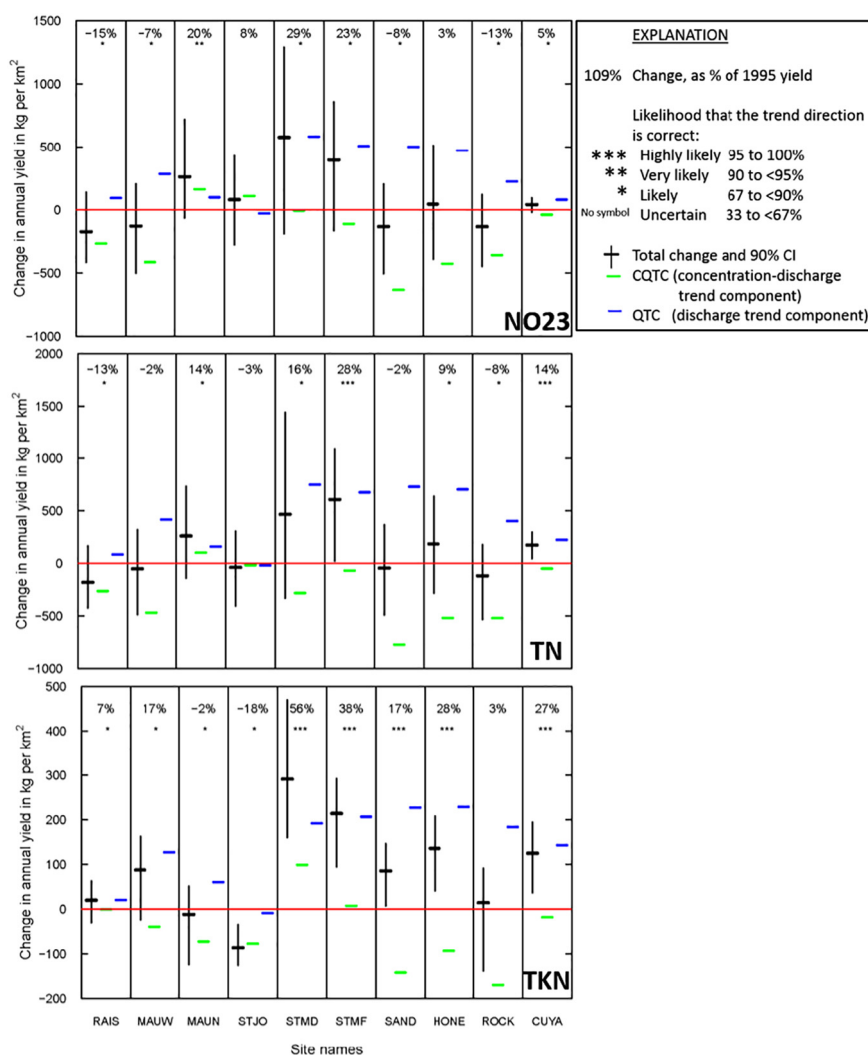 −15% −7% 20% 8% 29% 23% −8% 3% −13% 5%
* * ** * * * * *
1500
1000
500
0
−500
−1000
Change in annual yield in kg per km²
NO23
EXPLANATION
109% Change, as % of 1995 yield
Likelihood that the trend direction
is correct:
*** Highly likely 95 to 100%
** Very likely 90 to <95%
* Likely 67 to <90%
No symbol Uncertain 33 to <67%
Total change and 90% CI
CQTC (concentration-discharge
trend component)
QTC (discharge trend component)
−13% −2% 14% −3% 16% 28% −2% 9% −8% 14%
* * * *** * * ***
2000
1500
1000
500
0
−500
−1000
Change in annual yield in kg per km²
TN
7% 17% −2% −18% 56% 38% 17% 28% 3% 27%
* * * * *** *** *** *** ***
500
400
300
200
100
0
−100
−200
Change in annual yield in kg per km²
TKN
RAIS MAUW MAUN STJO STMD STMF SAND HONE ROCK CUYA
Site names